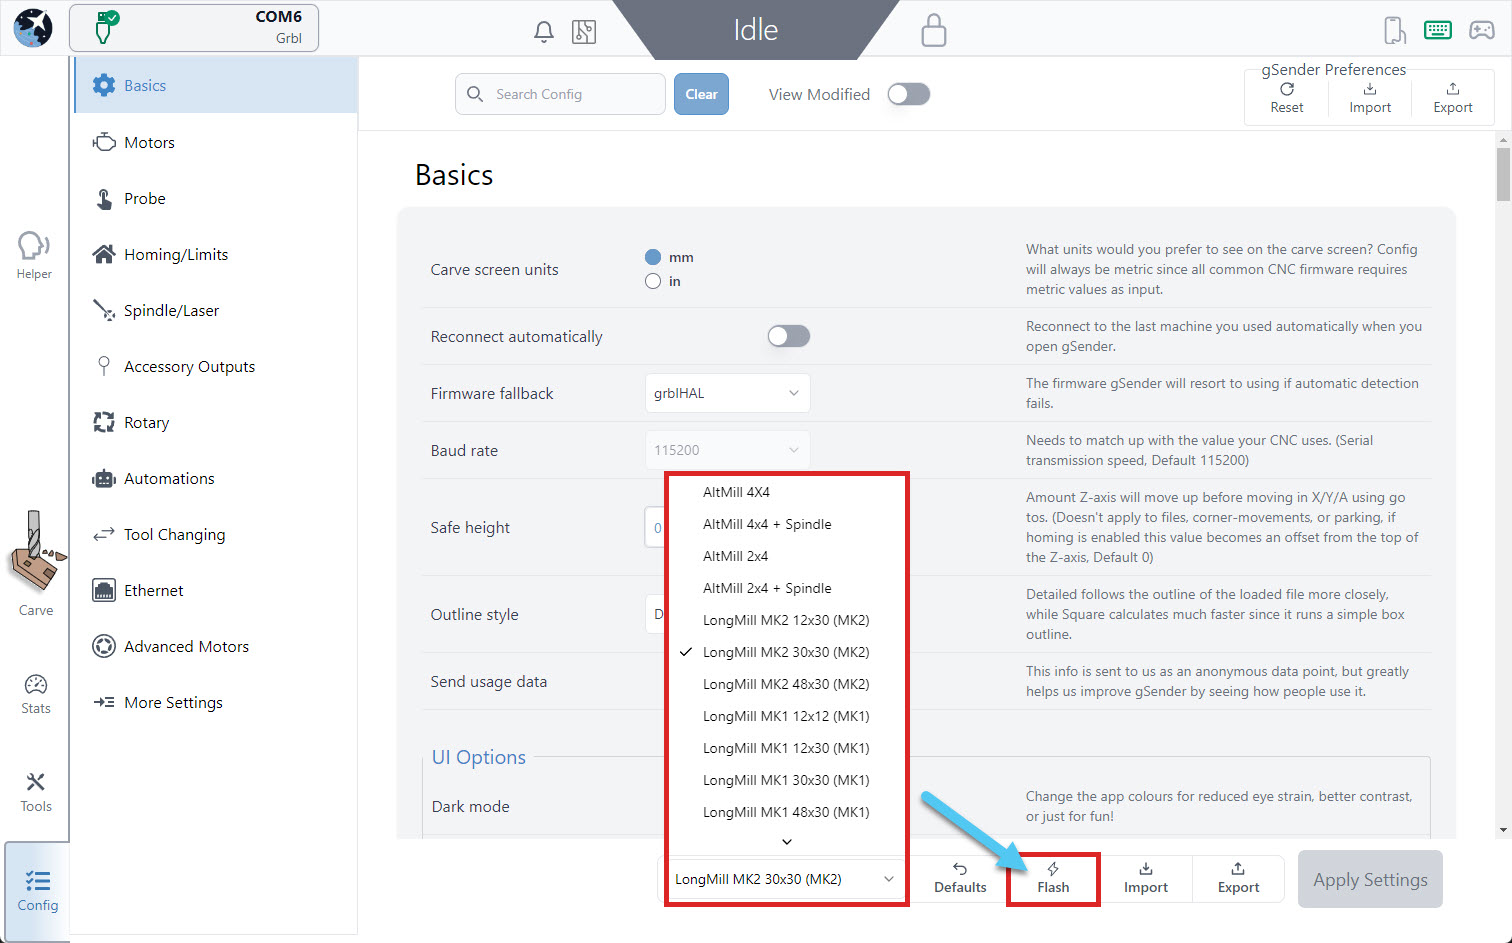 COM6
Grbl
Idle
Basics
Motors
Probe
Homing/Limits
Spindle/Laser
Accessory Outputs
Rotary
Automations
Tool Changing
Ethernet
Advanced Motors
More Settings
Helper
Carve
Stats
Tools
Config
Search Config
Clear
View Modified
gSender Preferences
Reset
Import
Export
Basics
Carve screen units
mm
in
What units would you prefer to see on the carve screen? Config
will always be metric since all common CNC firmware requires
metric values as input.
Reconnect automatically
Reconnect to the last machine you used automatically when you
open gSender.
Firmware fallback
grblHAL
The firmware gSender will resort to using if automatic detection
fails.
Baud rate
115200
Needs to match up with the value your CNC uses. (Serial
transmission speed, Default 115200)
Safe height
0
Amount Z-axis will move up before moving in X/Y/A using go
tos. (Doesn't apply to files, corner-movements, or parking, if
homing is enabled this value becomes an offset from the top of
the Z-axis, Default 0)
Outline style
D
Detailed follows the outline of the loaded file more closely,
while Square calculates much faster since it runs a simple box
outline.
Send usage data
This info is sent to us as an anonymous data point, but greatly
helps us improve gSender by seeing how people use it.
UI Options
Dark mode
Change the app colours for reduced eye strain, better contrast,
or just for fun!
AltMill 4X4
AltMill 4x4 + Spindle
AltMill 2x4
AltMill 2x4 + Spindle
LongMill MK2 12x30 (MK2)
LongMill MK2 30x30 (MK2)
LongMill MK2 48x30 (MK2)
LongMill MK1 12x12 (MK1)
LongMill MK1 12x30 (MK1)
LongMill MK1 30x30 (MK1)
LongMill MK1 48x30 (MK1)
LongMill MK2 30x30 (MK2)
Defaults
Flash
Import
Export
Apply Settings